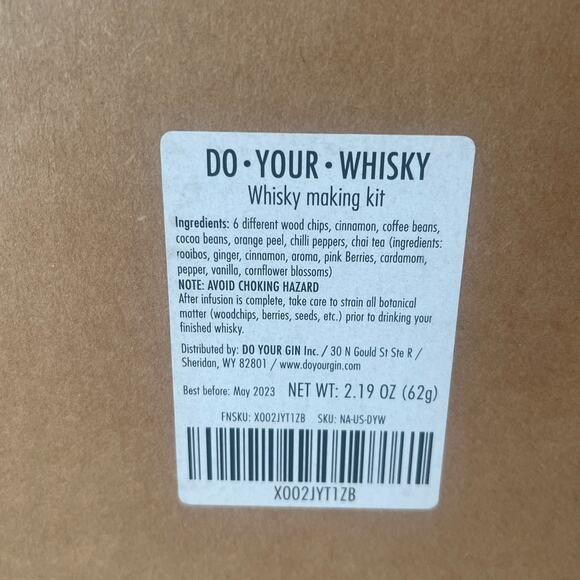 DO • YOUR • WHISKY
Whisky making kit
Ingredients: 6 different wood chips, cinnamon, coffee beans,
cocoa beans, orange peel, chilli peppers, chai tea (ingredients:
rooibos, ginger, cinnamon, aroma, pink Berries, cardamom,
pepper, vanilla, cornflower blossoms)
NOTE: AVOID CHOKING HAZARD
After infusion is complete, take care to strain all botanical
matter (woodchips, berries, seeds, etc.) prior to drinking your
finished whisky.
Distributed by: DO YOUR GIN Inc. / 30 N Gould St Ste R /
Sheridan, WY 82801 / www.doyourgin.com
Best before: May 2023 NET WT: 2.19 OZ (62g)
FNSKU: X002JYT1ZB SKU: NA-US-DYW
X002JYT1ZB